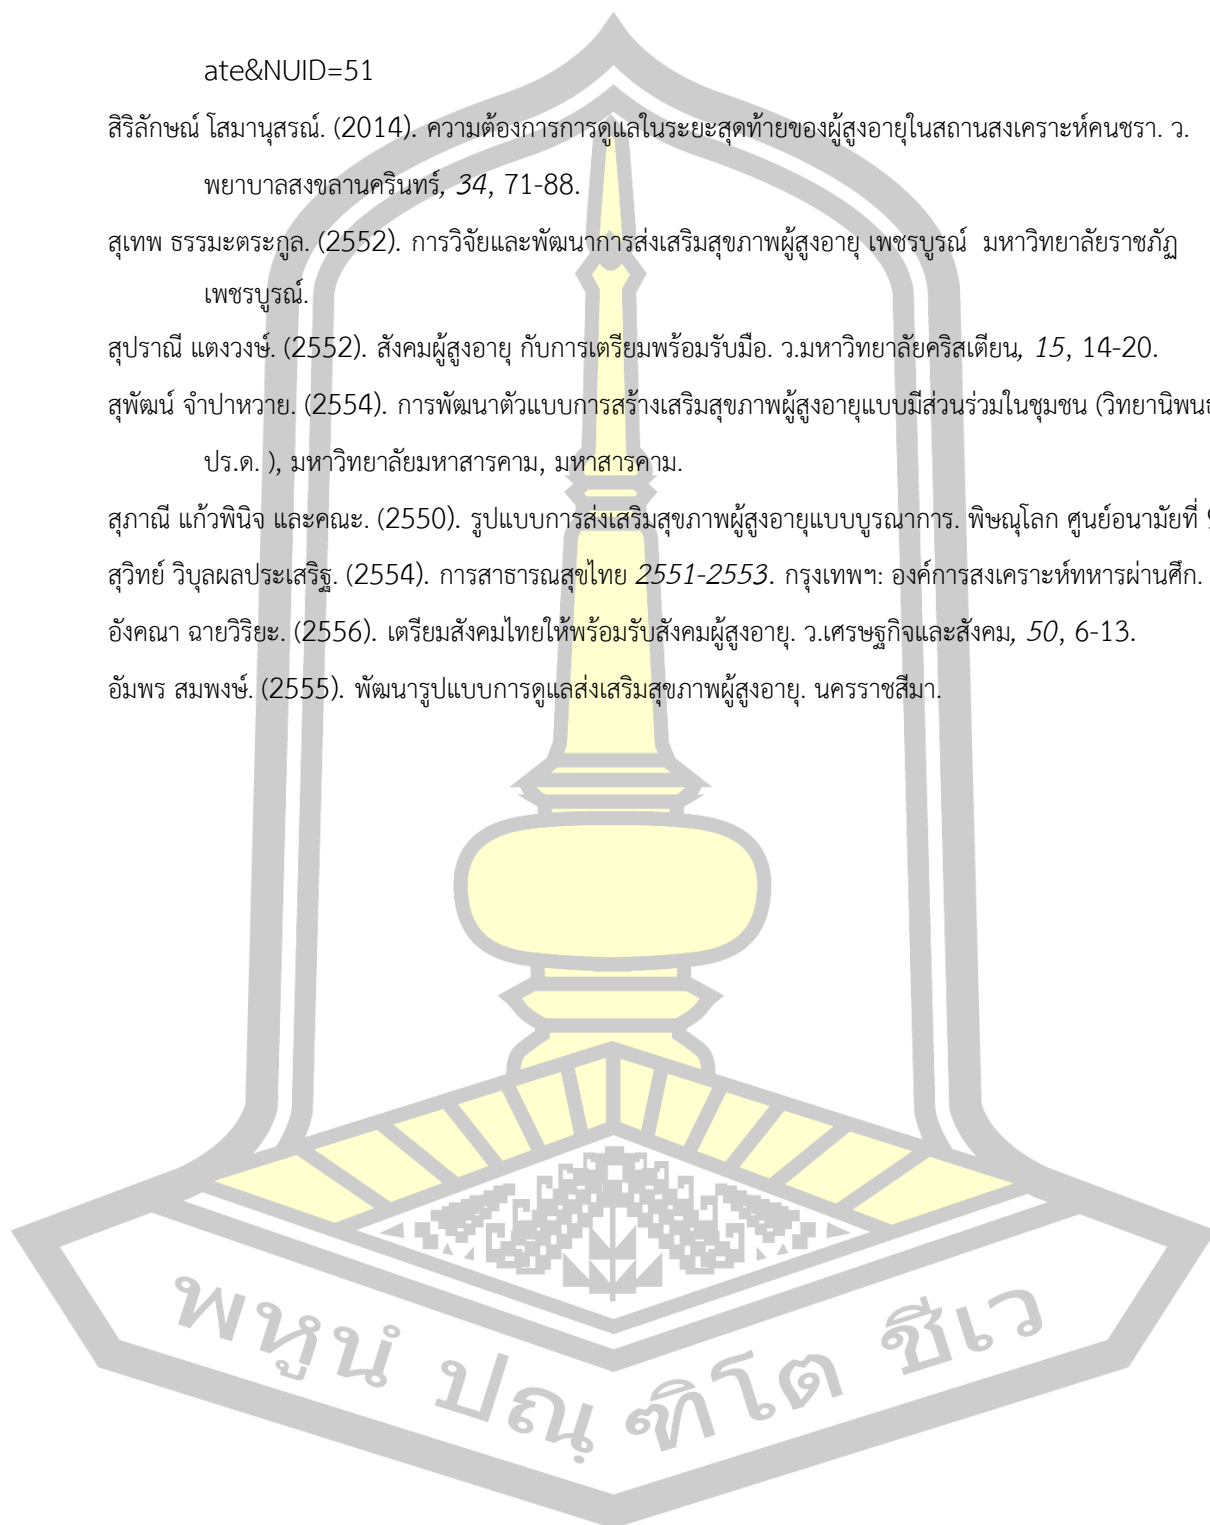 ate&NUID=51
สิริลักษณ์ โสมานุสรณ์. (2014). ความต้องการการดูแลในระยะสุดท้ายของผู้สูงอายุในสถานสงเคราะห์คนชรา. ว.
พยาบาลสงขลานครินทร์, 34, 71-88.
สุเทพ ธรรมะตระกูล. (2552). การวิจัยและพัฒนาการส่งเสริมสุขภาพผู้สูงอายุ เพชรบูรณ์ มหาวิทยาลัยราชภัฏ
เพชรบูรณ์.
สุปราณี แตงวงษ์. (2552). สังคมผู้สูงอายุ กับการเตรียมพร้อมรับมือ. ว.มหาวิทยาลัยคริสเตียน, 15, 14-20.
สุพัฒน์ จำปาหวาย. (2554). การพัฒนาตัวแบบการสร้างเสริมสุขภาพผู้สูงอายุแบบมีส่วนร่วมในชุมชน (วิทยานิพนธ
ปร.ด. ), มหาวิทยาลัยมหาสารคาม, มหาสารคาม.
สุภาณี แก้วพินิจ และคณะ. (2550). รูปแบบการส่งเสริมสุขภาพผู้สูงอายุแบบบูรณาการ. พิษณุโลก ศูนย์อนามัยที่ 9
สุวิทย์ วิบุลผลประเสริฐ. (2554). การสาธารณสุขไทย 2551-2553. กรุงเทพฯ: องค์การสงเคราะห์ทหารผ่านศึก.
อังคณา ฉายวิริยะ. (2556). เตรียมสังคมไทยให้พร้อมรับสังคมผู้สูงอายุ. ว.เศรษฐกิจและสังคม, 50, 6-13.
อัมพร สมพงษ์. (2555). พัฒนารูปแบบการดูแลส่งเสริมสุขภาพผู้สูงอายุ. นครราชสีมา.
พหูนํ ปณฺฑิโต ชีเว